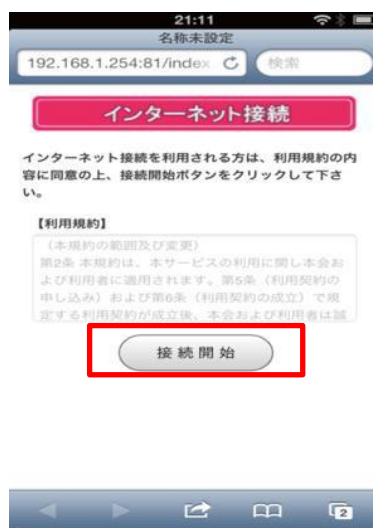 21:11
名称未設定
192.168.1.254:81/index
検索
インターネット接続
インターネット接続を利用される方は、利用規約の内
容に同意の上、接続開始ボタンをクリックして下さ
い。
【利用規約】
（本規約の範囲及び変更）
第2条 本規約は、本サービスの利用に関し本会お
よび利用者に適用されます。第5条（利用契約の
申し込み）および第6条（利用契約の成立）で規
定する利用契約が成立後、本会および利用者は誠
接続開始
2